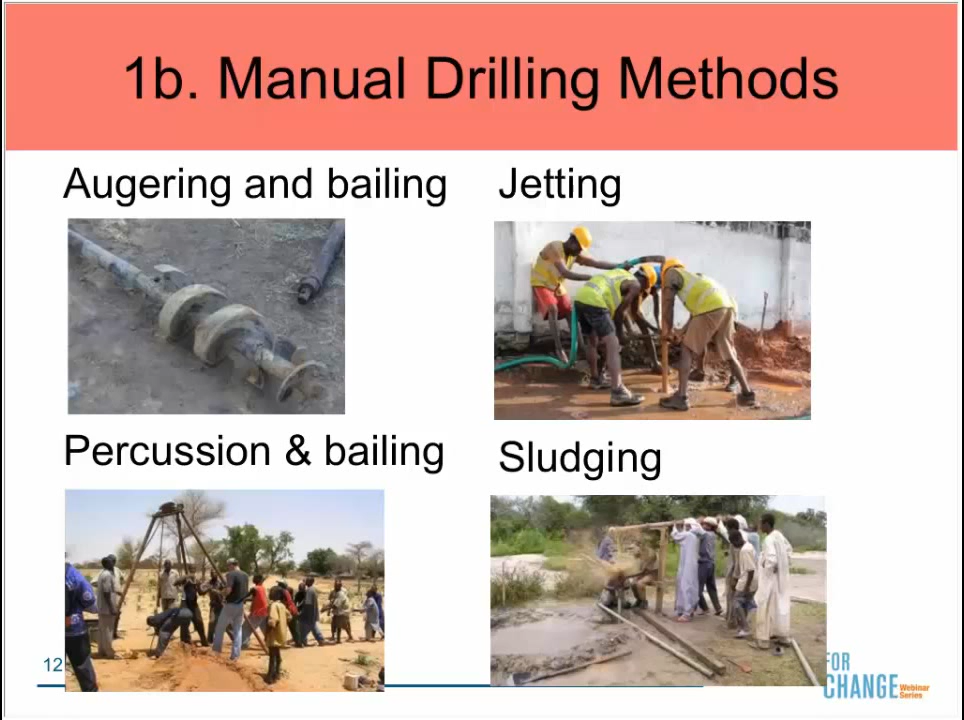 1b. Manual Drilling Methods
Augering and bailing
Jetting
Percussion & bailing
Sludging
12
FOR
CHANGE Webinar
Series